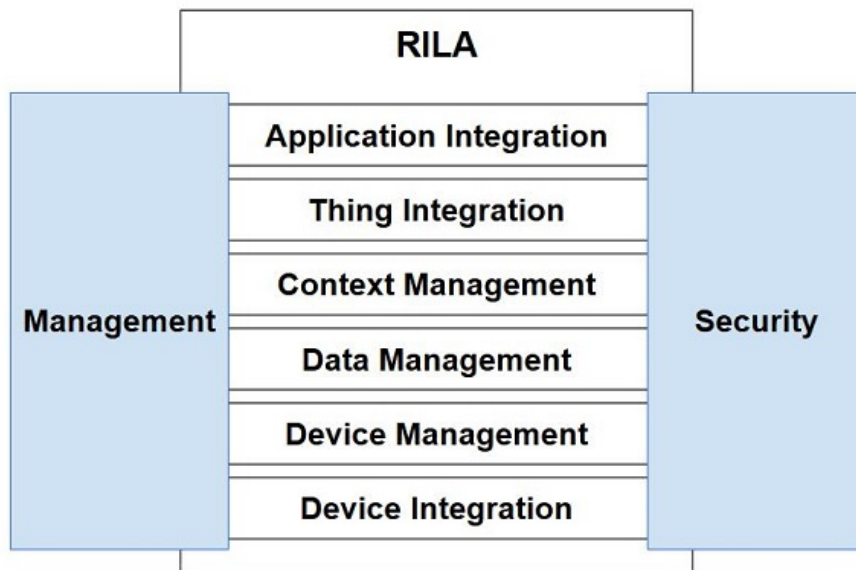 RILA
Application Integration
Thing Integration
Context Management
Management
Security
Data Management
Device Management
Device Integration